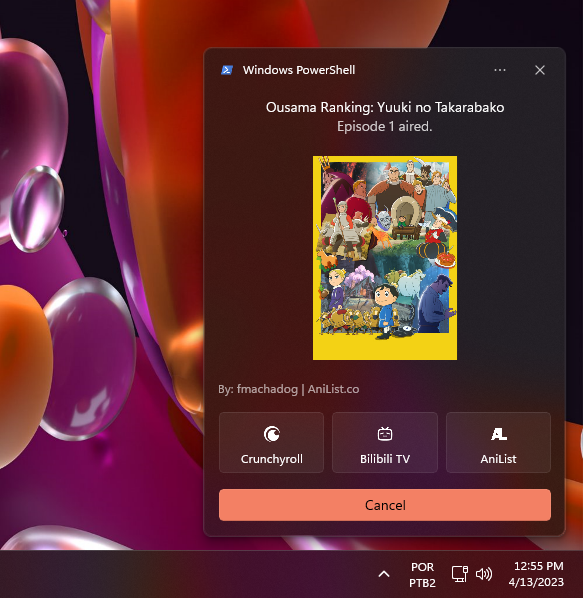 Windows PowerShell
Ousama Ranking: Yuuki no Takarabako
Episode 1 aired.
By: fmachadog | AniList.co
Crunchyroll
Bilibili TV
AniList
Cancel
POR
PTB2
12:55 PM
4/13/2023